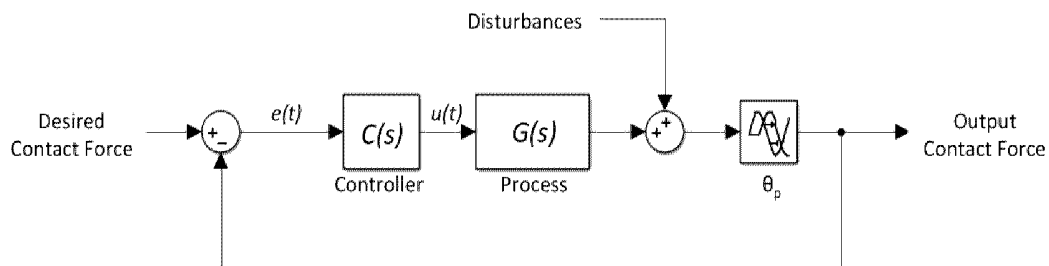 Disturbances
Desired
Contact Force
+
−
e(t)
C(s)
Controller
u(t)
G(s)
Process
+
+
θp
Output
Contact Force